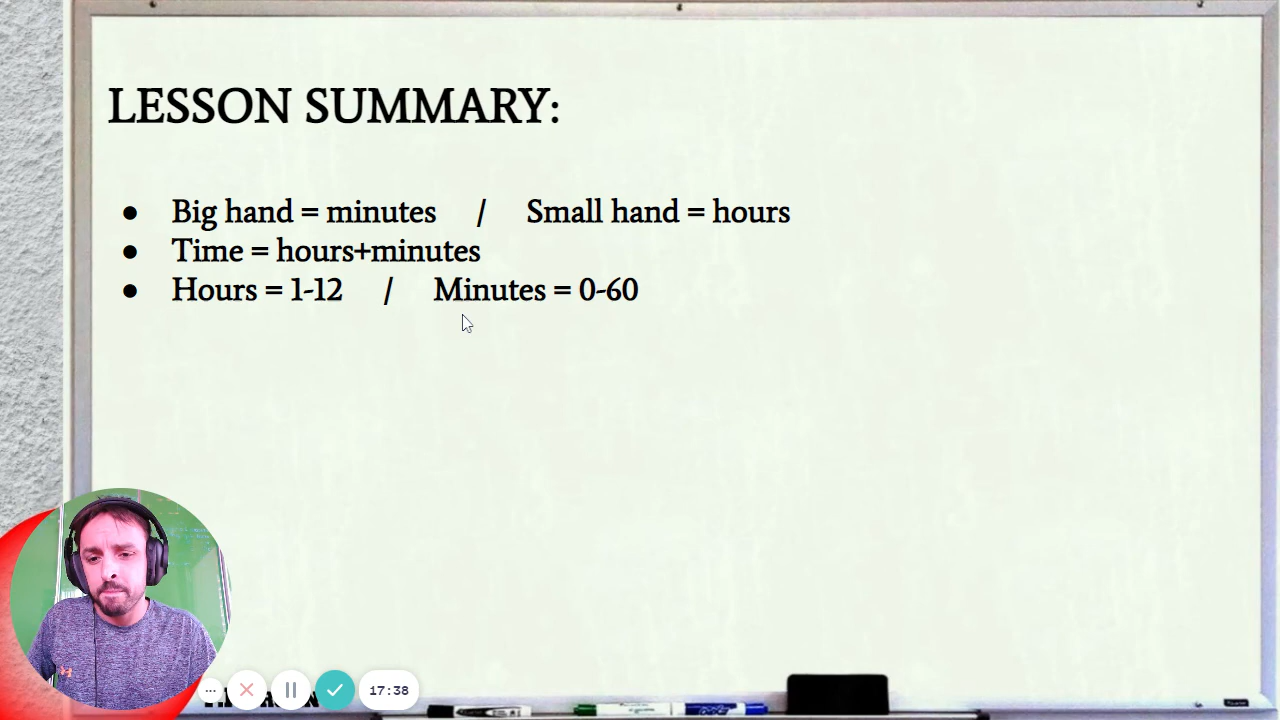 LESSON SUMMARY:
● Big hand = minutes / Small hand = hours
● Time = hours+minutes
● Hours = 1-12 / Minutes = 0-60
17:38